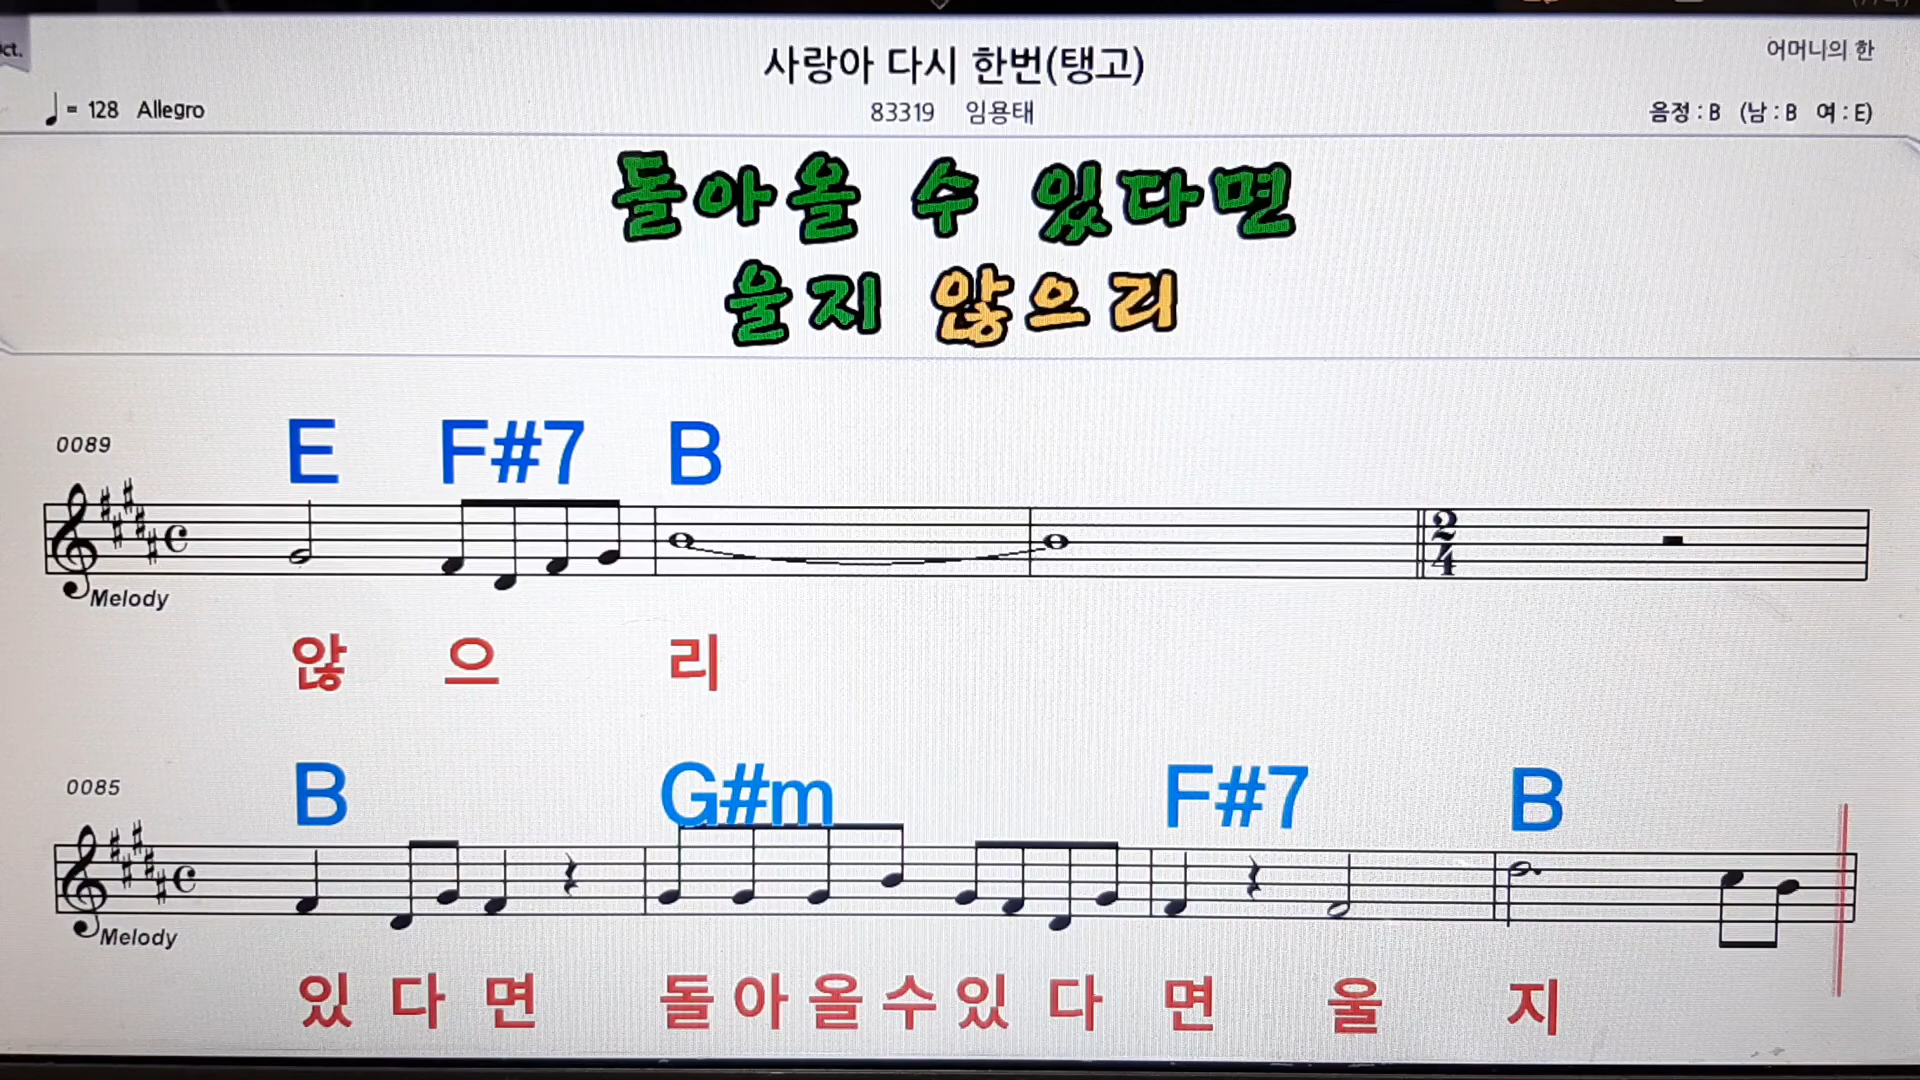 ct.
사랑아 다시 한번(탱고)
어머니의 한
♩= 128 Allegro
83319 임용태
음정 : B (남 : B 여 : E)
돌아올 수 있다면
울지 않으리
0089
E F#7 B
2
4
Melody
않 으 리
0085
B G#m F#7 B
Melody
있 다 면 돌 아 올 수 있 다 면 울 지